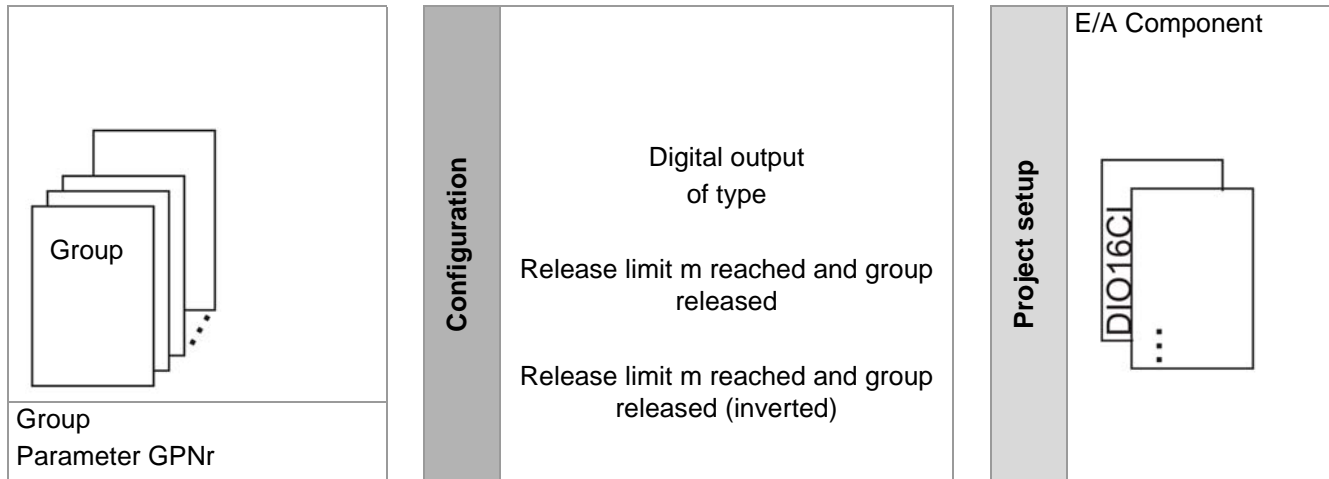 Group
Group
Parameter GPNr
Configuration
Digital output
of type
Release limit m reached and group
released
Release limit m reached and group
released (inverted)
Project setup
E/A Component
DIO16CI
...